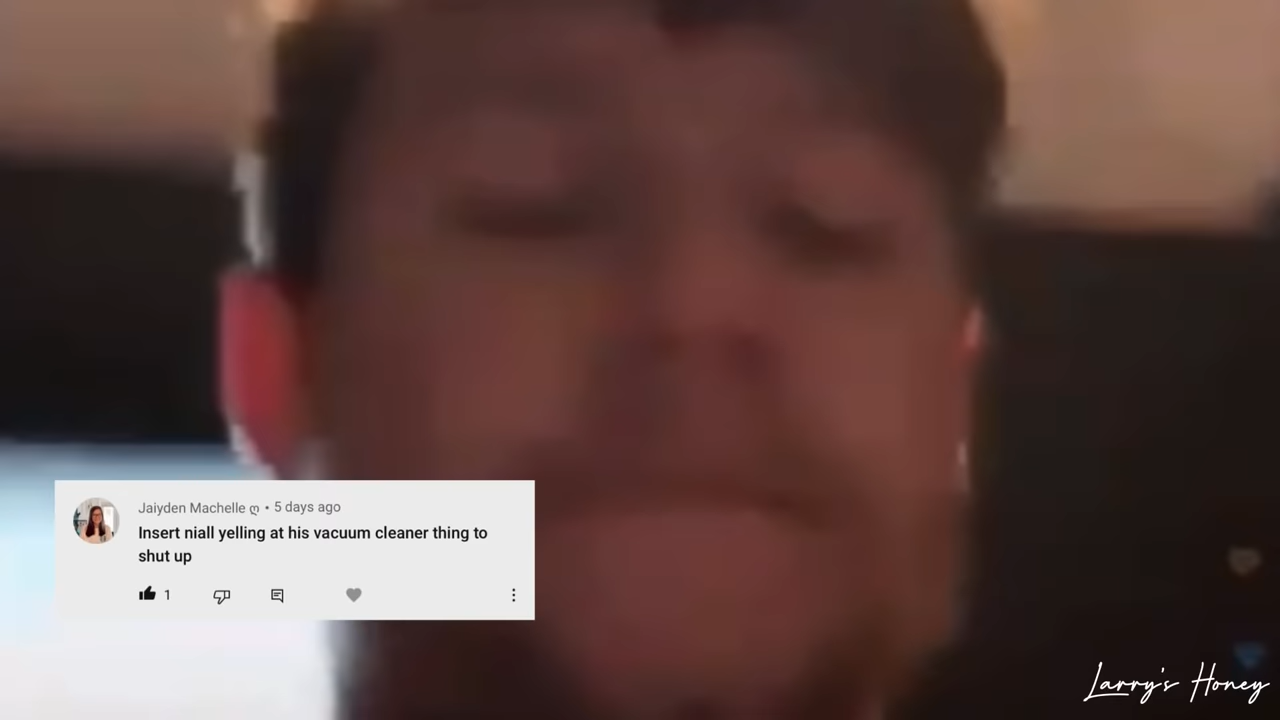 Jaiyden Machelle ღ • 5 days ago
Insert niall yelling at his vacuum cleaner thing to
shut up
1
Larry's Honey